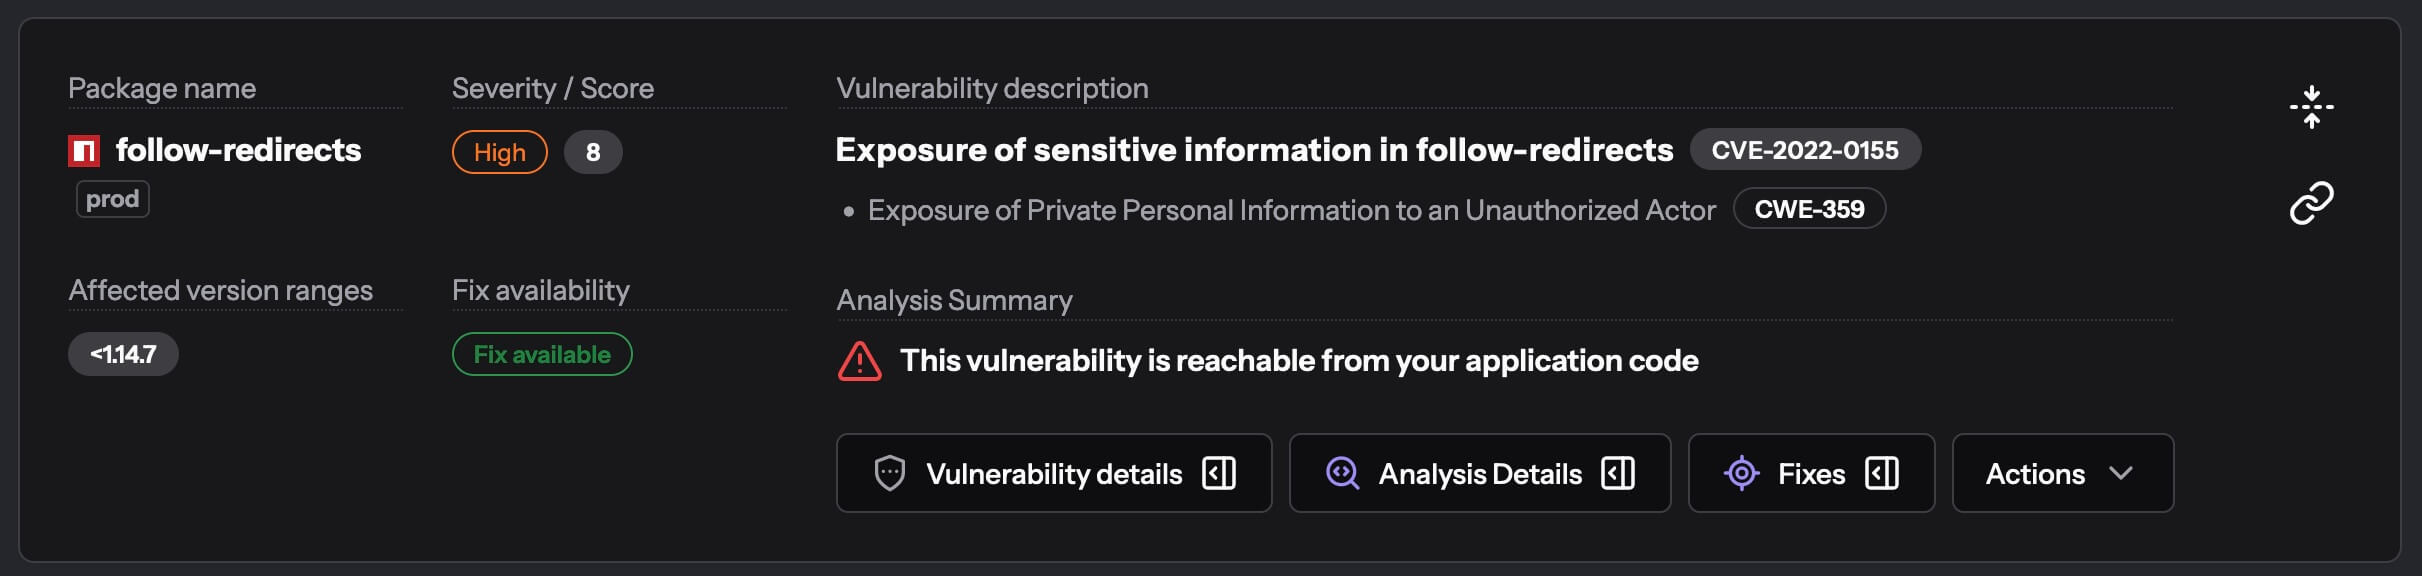 Package name
follow-redirects
prod
Severity / Score
High 8
Vulnerability description
Exposure of sensitive information in follow-redirects CVE-2022-0155
• Exposure of Private Personal Information to an Unauthorized Actor CWE-359
Affected version ranges
<1.14.7
Fix availability
Fix available
Analysis Summary
This vulnerability is reachable from your application code
Vulnerability details
Analysis Details
Fixes
Actions